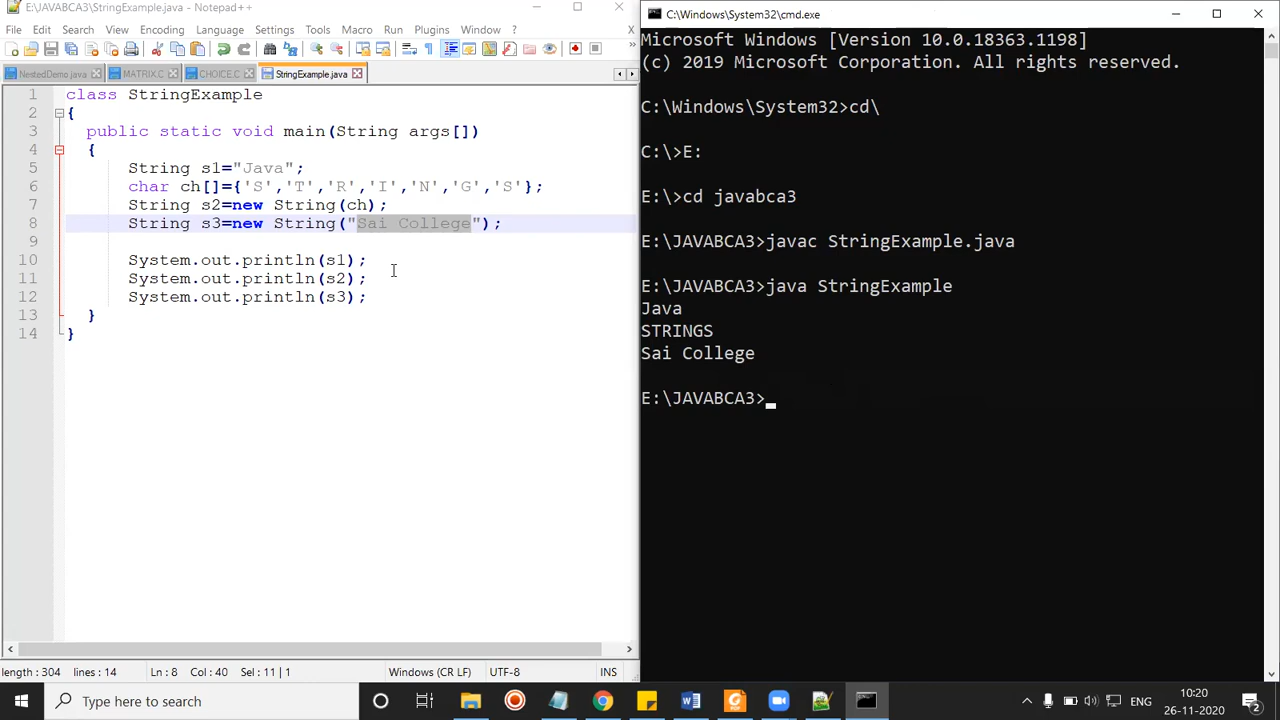 E:\JAVABCA3\StringExample.java - Notepad++
File Edit Search View Encoding Language Settings Tools Macro Run Plugins Window ? X
NestedDemo.java MATRIX.C CHOICE.C StringExample.java
1 class StringExample
2 {
3 public static void main(String args[])
4 {
5 String s1="Java";
6 char ch[]={'S','T','R','I','N','G','S'};
7 String s2=new String(ch);
8 String s3=new String("Sai College");
9
10 System.out.println(s1);
11 System.out.println(s2);
12 System.out.println(s3);
13 }
14 }
length : 304 lines : 14 Ln : 8 Col : 40 Sel : 11 | 1 Windows (CR LF) UTF-8 INS
C:\Windows\System32\cmd.exe
Microsoft Windows [Version 10.0.18363.1198]
(c) 2019 Microsoft Corporation. All rights reserved.
C:\Windows\System32>cd\
C:\>E:
E:\>cd javabca3
E:\JAVABCA3>javac StringExample.java
E:\JAVABCA3>java StringExample
Java
STRINGS
Sai College
E:\JAVABCA3>
Type here to search
ENG
10:20
26-11-2020
2